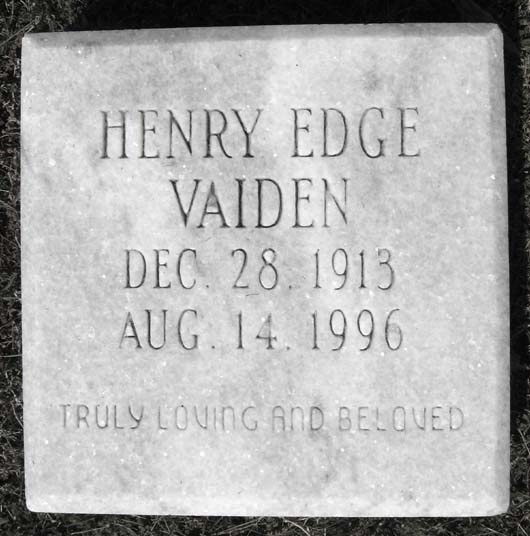 HENRY EDGE
VAIDEN
DEC. 28. 1913
AUG. 14. 1996
TRULY LOVING AND BELOVED